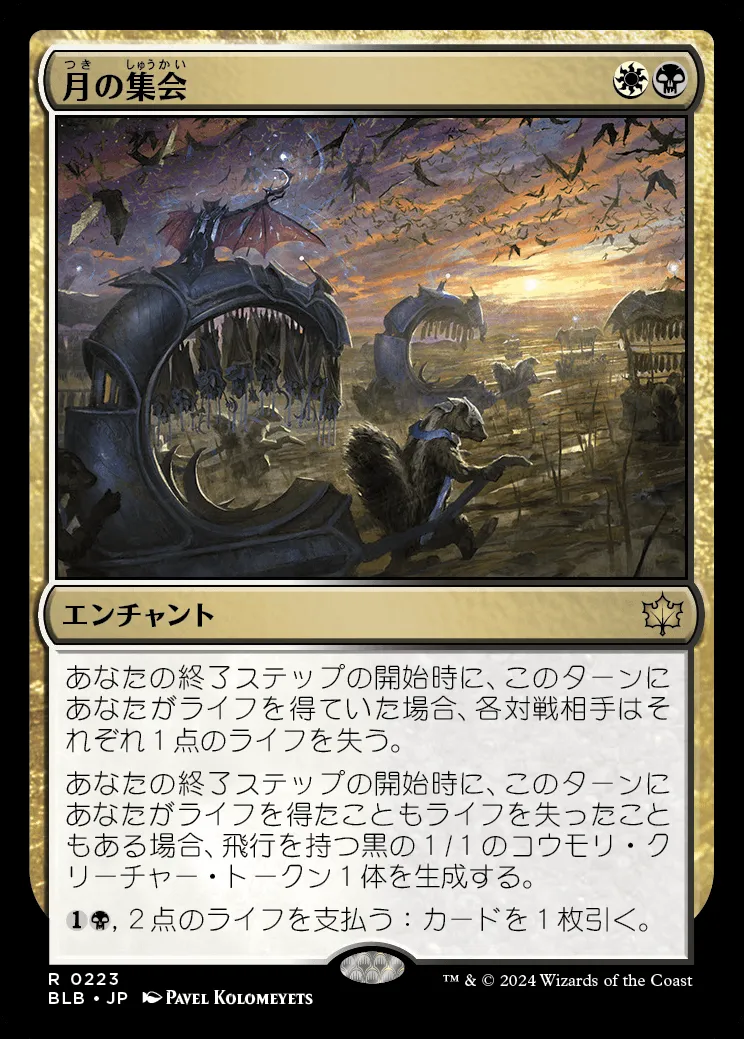 つき しゅうかい
月の集会
エンチャント
あなたの終了ステップの開始時に、このターンに
あなたがライフを得ていた場合、各対戦相手はそ
れぞれ1点のライフを失う。
あなたの終了ステップの開始時に、このターンに
あなたがライフを得たこともライフを失ったこと
もある場合、飛行を持つ黒の1/1のコウモリ・ク
リーチャー・トークン1体を生成する。
1, 2点のライフを支払う：カードを1枚引く。
R 0223
BLB • JP PAVEL KOLOMEYETS
™ & © 2024 Wizards of the Coast